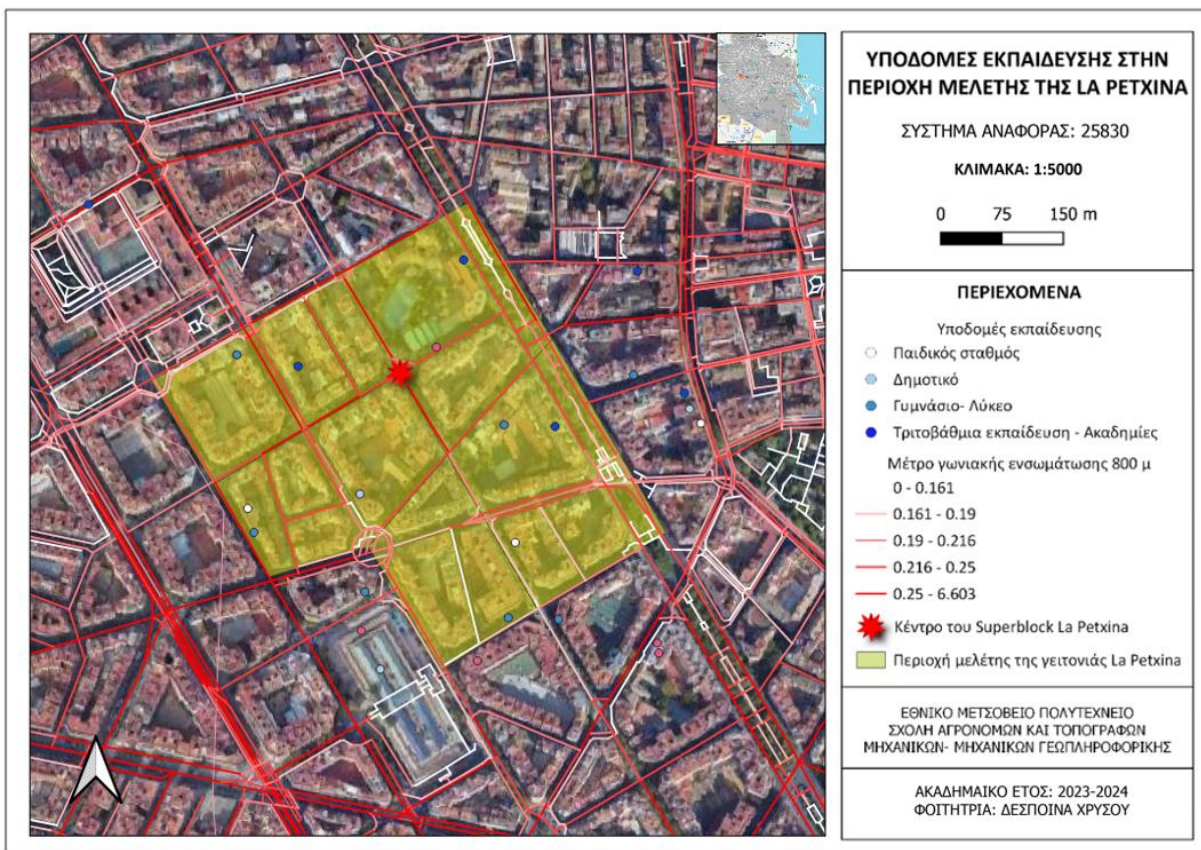 ΥΠΟΔΟΜΕΣ ΕΚΠΑΙΔΕΥΣΗΣ ΣΤΗΝ
ΠΕΡΙΟΧΗ ΜΕΛΕΤΗΣ ΤΗΣ LA PETXINA
ΣΥΣΤΗΜΑ ΑΝΑΦΟΡΑΣ: 25830
ΚΛΙΜΑΚΑ: 1:5000
0 75 150 m
ΠΕΡΙΕΧΟΜΕΝΑ
Υποδομές εκπαίδευσης
Παιδικός σταθμός
Δημοτικό
Γυμνάσιο- Λύκεο
Τριτοβάθμια εκπαίδευση - Ακαδημίες
Μέτρο γωνιακής ενσωμάτωσης 800 μ
0 - 0.161
0.161 - 0.19
0.19 - 0.216
0.216 - 0.25
0.25 - 6.603
Κέντρο του Superblock La Petxina
Περιοχή μελέτης της γειτονιάς La Petxina
ΕΘΝΙΚΟ ΜΕΤΣΟΒΕΙΟ ΠΟΛΥΤΕΧΝΕΙΟ
ΣΧΟΛΗ ΑΓΡΟΝΟΜΩΝ ΚΑΙ ΤΟΠΟΓΡΑΦΩΝ
ΜΗΧΑΝΙΚΩΝ- ΜΗΧΑΝΙΚΩΝ ΓΕΩΠΛΗΡΟΦΟΡΙΚΗΣ
ΑΚΑΔΗΜΑΙΚΟ ΕΤΟΣ: 2023-2024
ΦΟΙΤΗΤΡΙΑ: ΔΕΣΠΟΙΝΑ ΧΡΥΣΟΥ